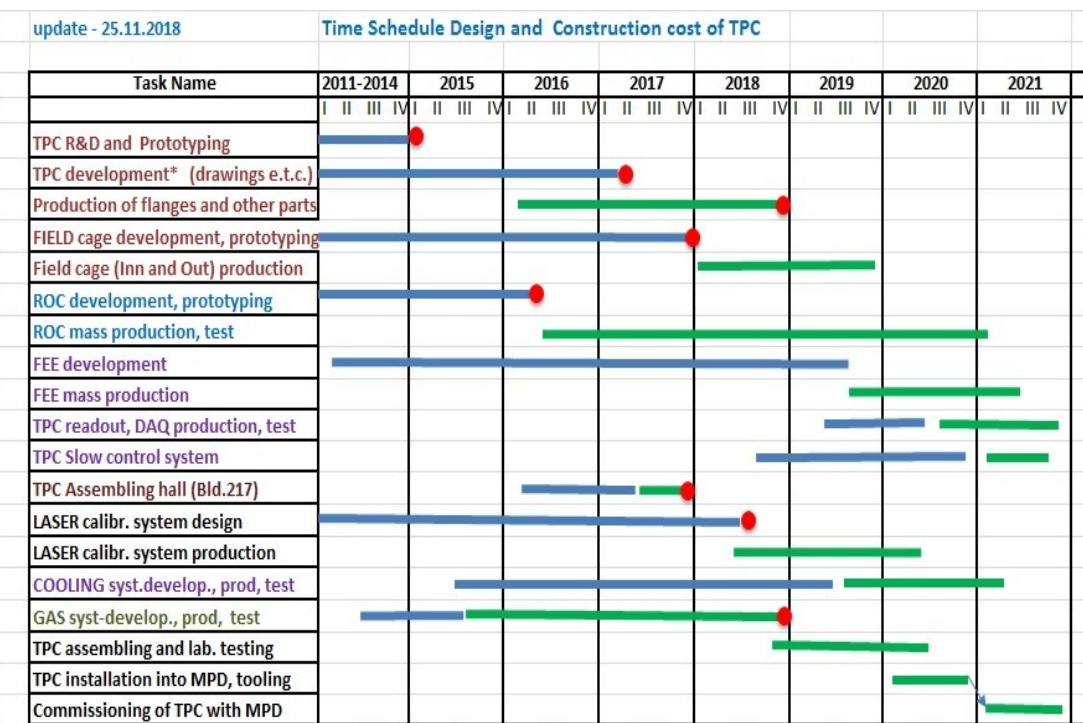 update - 25.11.2018 Time Schedule Design and Construction cost of TPC
Task Name 2011-2014 2015 2016 2017 2018 2019 2020 2021
I II III IV I II III IV I II III IV I II III IV I II III IV I II III IV I II III IV I II III IV
TPC R&D and Prototyping
TPC development* (drawings e.t.c.)
Production of flanges and other parts
FIELD cage development, prototyping
Field cage (Inn and Out) production
ROC development, prototyping
ROC mass production, test
FEE development
FEE mass production
TPC readout, DAQ production, test
TPC Slow control system
TPC Assembling hall (Bld.217)
LASER calibr. system design
LASER calibr. system production
COOLING syst.develop., prod, test
GAS syst-develop., prod, test
TPC assembling and lab. testing
TPC installation into MPD, tooling
Commissioning of TPC with MPD